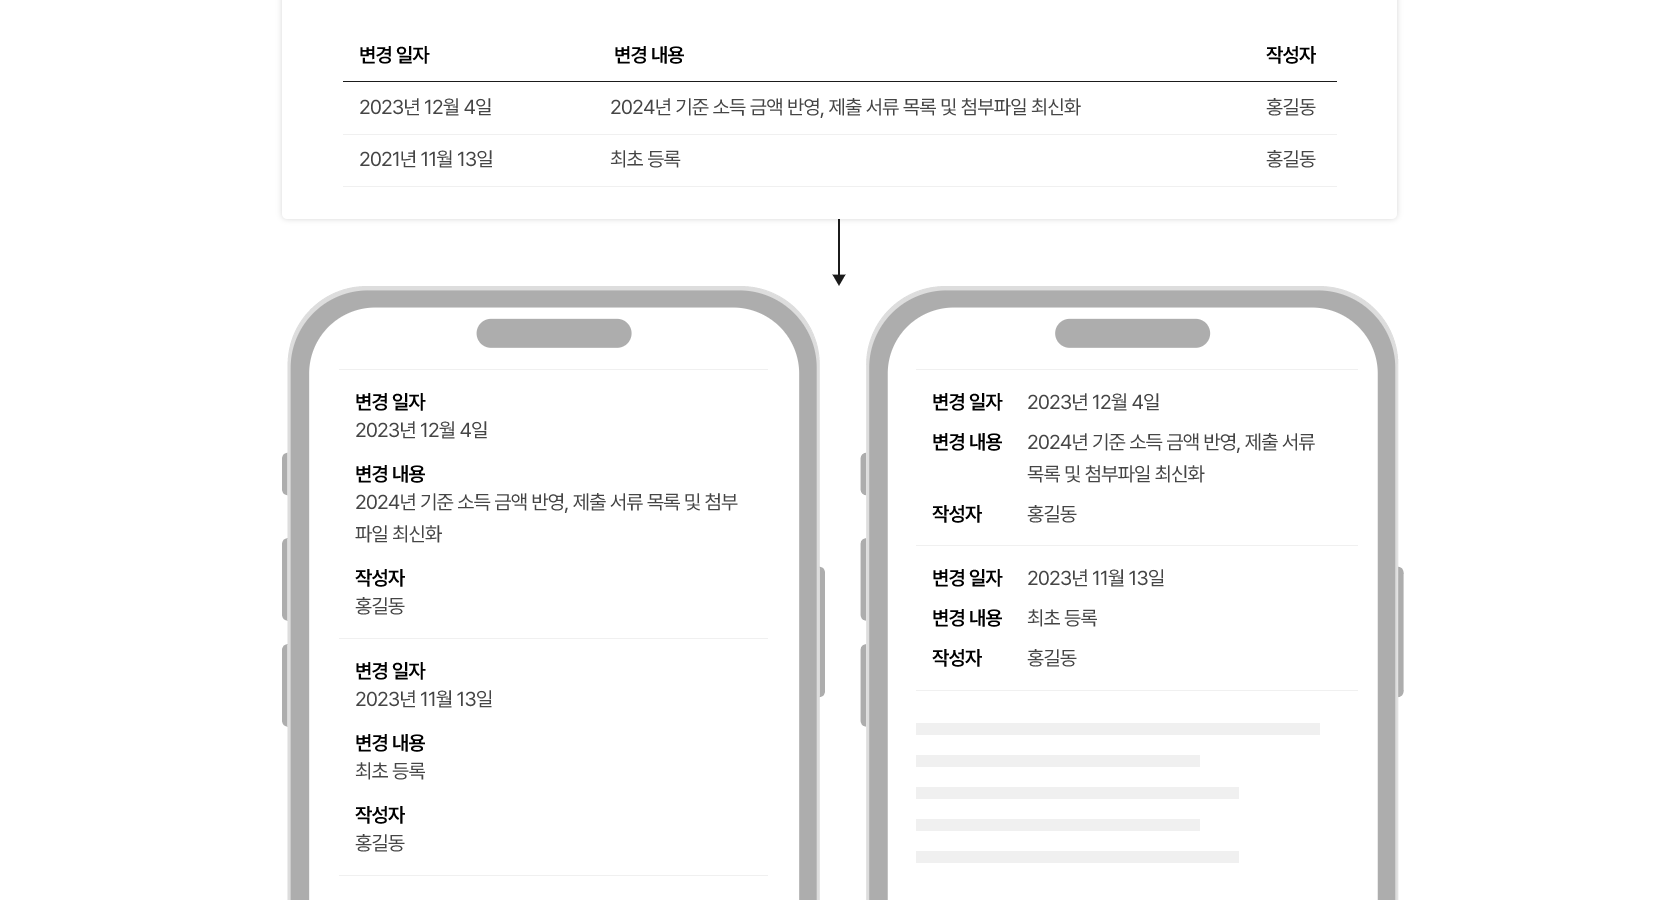 변경 일자 변경 내용 작성자
2023년 12월 4일 2024년 기준 소득 금액 반영, 제출 서류 목록 및 첨부파일 최신화 홍길동
2021년 11월 13일 최초 등록 홍길동
변경 일자
2023년 12월 4일
변경 내용
2024년 기준 소득 금액 반영, 제출 서류 목록 및 첨부
파일 최신화
작성자
홍길동
변경 일자
2023년 11월 13일
변경 내용
최초 등록
작성자
홍길동
변경 일자 2023년 12월 4일
변경 내용 2024년 기준 소득 금액 반영, 제출 서류
목록 및 첨부파일 최신화
작성자 홍길동
변경 일자 2023년 11월 13일
변경 내용 최초 등록
작성자 홍길동